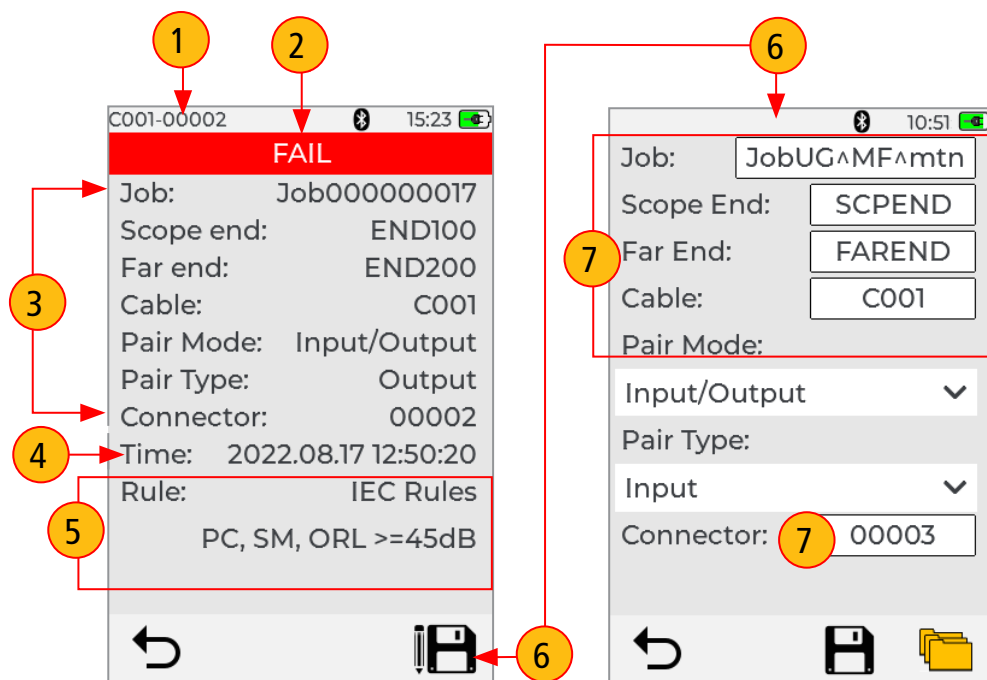 1
2
6
C001-00002 15:23
FAIL
Job: Job000000017
Scope end: END100
Far end: END200
Cable: C001
Pair Mode: Input/Output
Pair Type: Output
Connector: 00002
Time: 2022.08.17 12:50:20
Rule: IEC Rules
PC, SM, ORL >=45dB
3
4
5
6
10:51
Job: JobUG^MF^mtn
Scope End: SCPEND
Far End: FAREND
Cable: C001
Pair Mode:
Input/Output
Pair Type:
Input
Connector: 00003
7
7